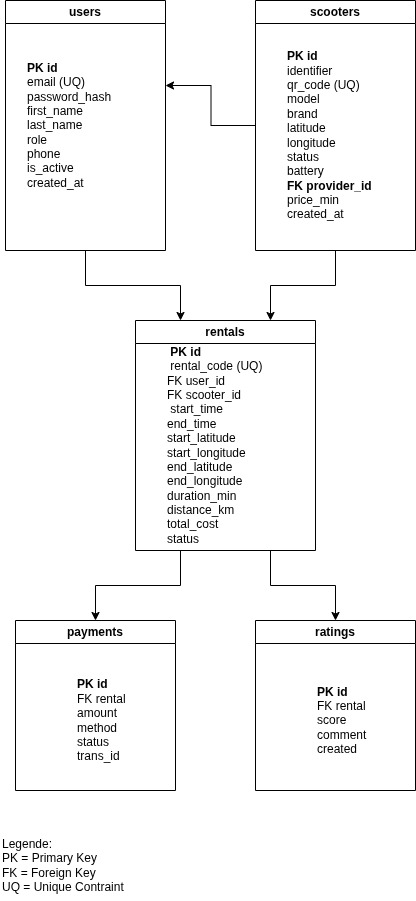 users
PK id
email (UQ)
password_hash
first_name
last_name
role
phone
is_active
created_at
scooters
PK id
identifier
qr_code (UQ)
model
brand
latitude
longitude
status
battery
FK provider_id
price_min
created_at
rentals
PK id
rental_code (UQ)
FK user_id
FK scooter_id
start_time
end_time
start_latitude
start_longitude
end_latitude
end_longitude
duration_min
distance_km
total_cost
status
payments
PK id
FK rental
amount
method
status
trans_id
ratings
PK id
FK rental
score
comment
created
Legende:
PK = Primary Key
FK = Foreign Key
UQ = Unique Contraint